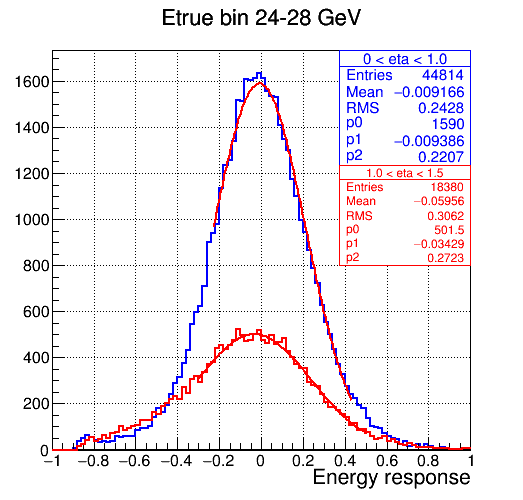 Etrue bin 24-28 GeV
0 < eta < 1.0
Entries 44814
Mean −0.009166
RMS 0.2428
p0 1590
p1 −0.009386
p2 0.2207
1.0 < eta < 1.5
Entries 18380
Mean −0.05956
RMS 0.3062
p0 501.5
p1 −0.03429
p2 0.2723
1600
1400
1200
1000
800
600
400
200
0
−1 −0.8 −0.6 −0.4 −0.2 0 0.2 0.4 0.6 0.8 1
Energy response